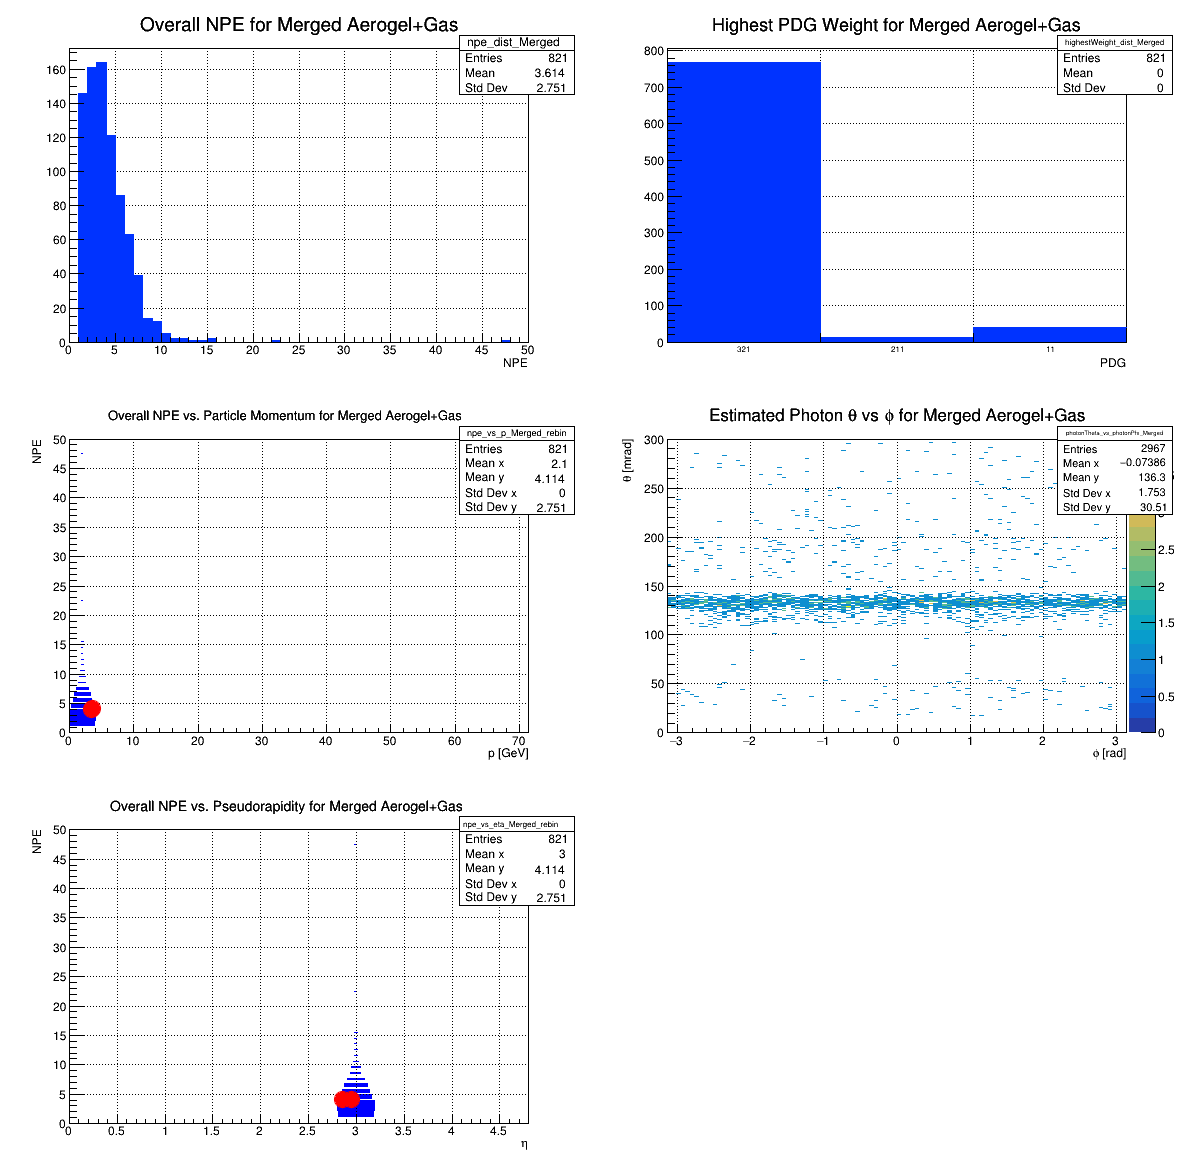 Overall NPE for Merged Aerogel+Gas
npe_dist_Merged
Entries 821
Mean 3.614
Std Dev 2.751
160
140
120
100
80
60
40
20
0
0 5 10 15 20 25 30 35 40 45 50
NPE
Highest PDG Weight for Merged Aerogel+Gas
highestWeight_dist_Merged
Entries 821
Mean 0
Std Dev 0
800
700
600
500
400
300
200
100
0
321 211 11
PDG
Overall NPE vs. Particle Momentum for Merged Aerogel+Gas
npe_vs_p_Merged_rebin
Entries 821
Mean x 2.1
Mean y 4.114
Std Dev x 0
Std Dev y 2.751
NPE
50
45
40
35
30
25
20
15
10
5
0
0 10 20 30 40 50 60 70
p [GeV]
Estimated Photon θ vs ϕ for Merged Aerogel+Gas
photonTheta_vs_photonPhi_Merged
Entries 2967
Mean x −0.07386
Mean y 136.3
Std Dev x 1.753
Std Dev y 30.51
θ [mrad]
300
250
200
150
100
50
0
−3 −2 −1 0 1 2 3
ϕ [rad]
2.5
2
1.5
1
0.5
0
Overall NPE vs. Pseudorapidity for Merged Aerogel+Gas
npe_vs_eta_Merged_rebin
Entries 821
Mean x 3
Mean y 4.114
Std Dev x 0
Std Dev y 2.751
NPE
50
45
40
35
30
25
20
15
10
5
0
0 0.5 1 1.5 2 2.5 3 3.5 4 4.5
η